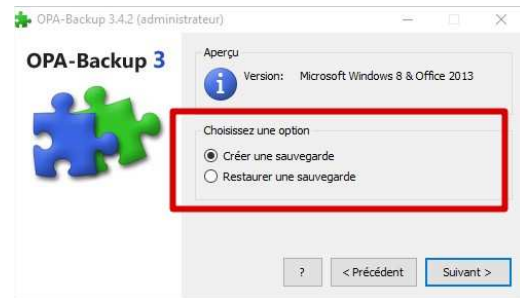 OPA-Backup 3.4.2 (administrateur)
OPA-Backup 3
Aperçu
Version: Microsoft Windows 8 & Office 2013
Choisissez une option
Créer une sauvegarde
Restaurer une sauvegarde
? < Précédent Suivant >